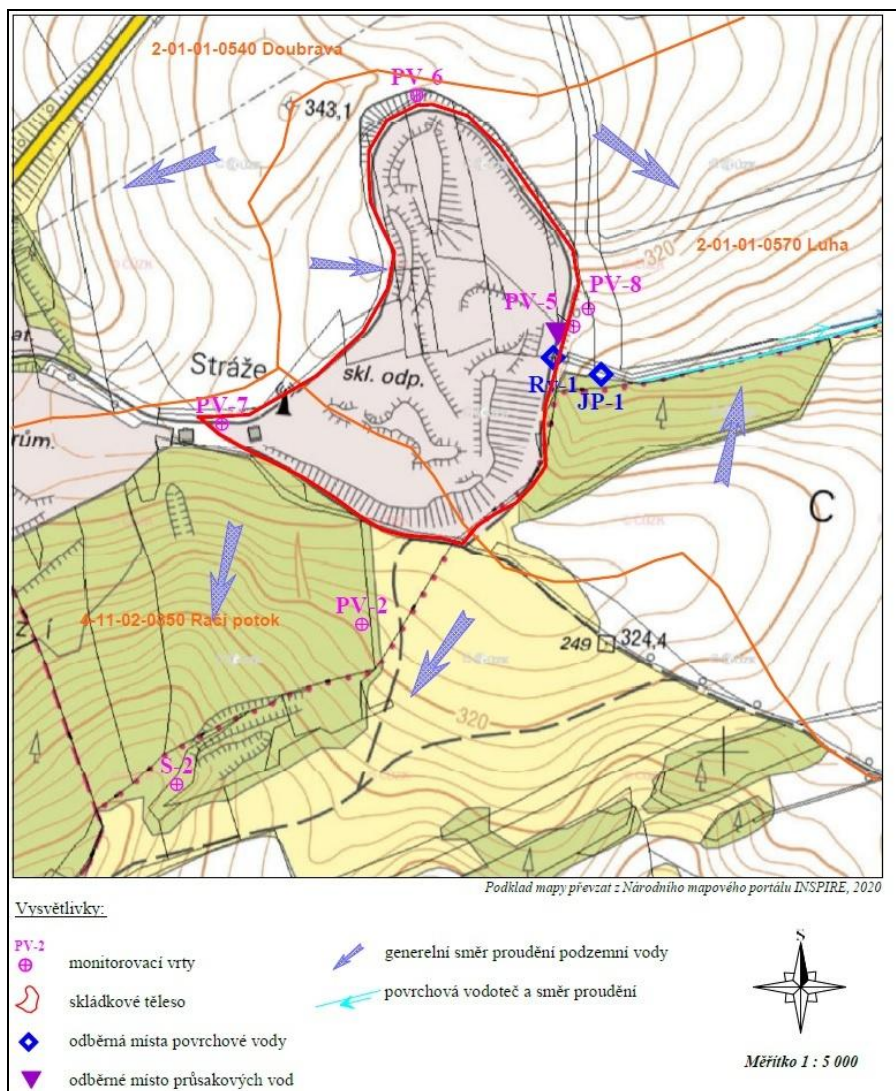 2-01-01-0540 Doubrava
PV-6
343,1
320
2-01-01-0570 Luha
PV-8
PV-5
Stráže
skl. odp.
Rv-1
JP-1
PV-7
C
PV-2
4-11-02-0350 Račí potok
249
324,4
320
S-2
Podklad mapy převzat z Národního mapového portálu INSPIRE, 2020
Vysvětlivky:
PV-2
monitorovací vrty
generelní směr proudění podzemní vody
S
skládkové těleso
povrchová vodoteč a směr proudění
odběrná místa povrchové vody
odběrné místo průsakových vod
Měřítko 1 : 5 000